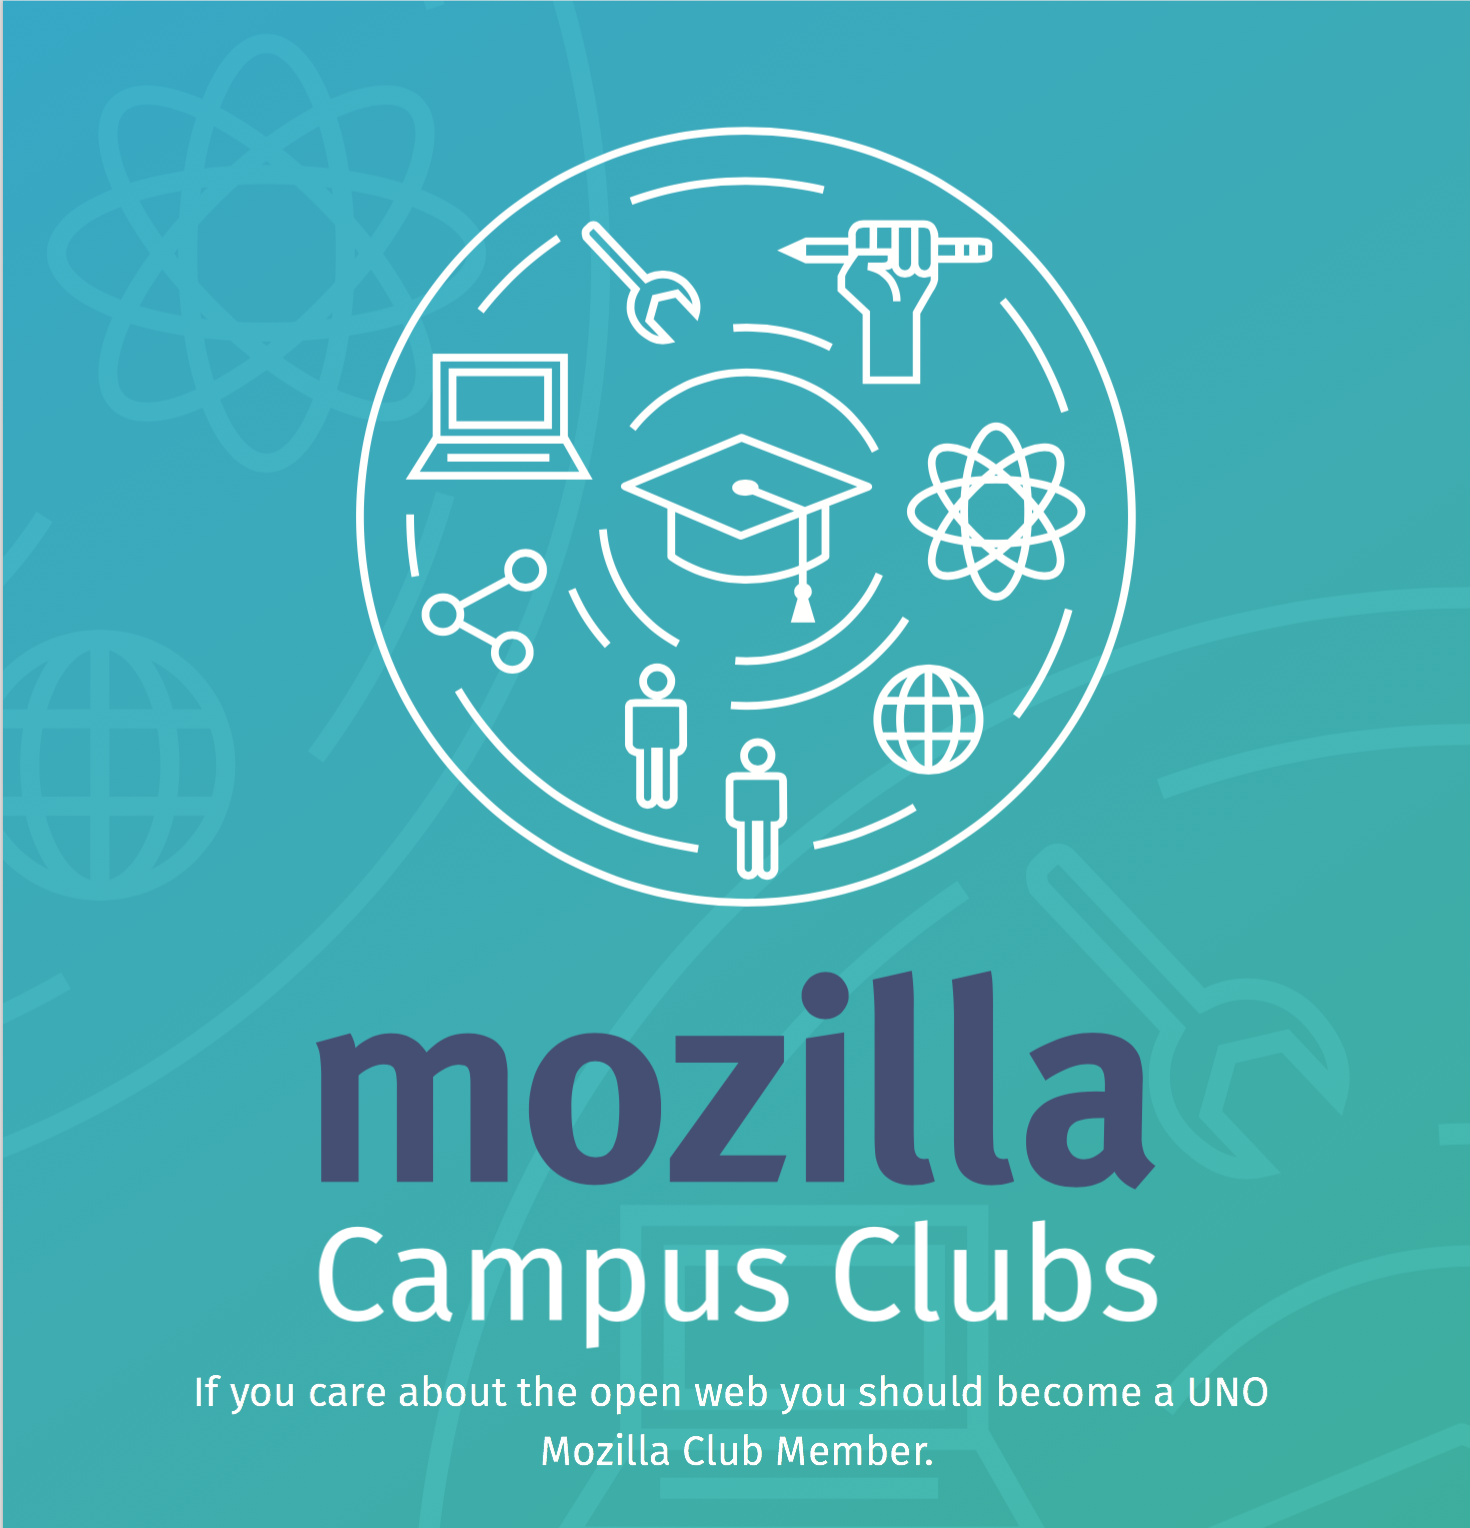 mozilla
Campus Clubs
If you care about the open web you should become a UNO
Mozilla Club Member.